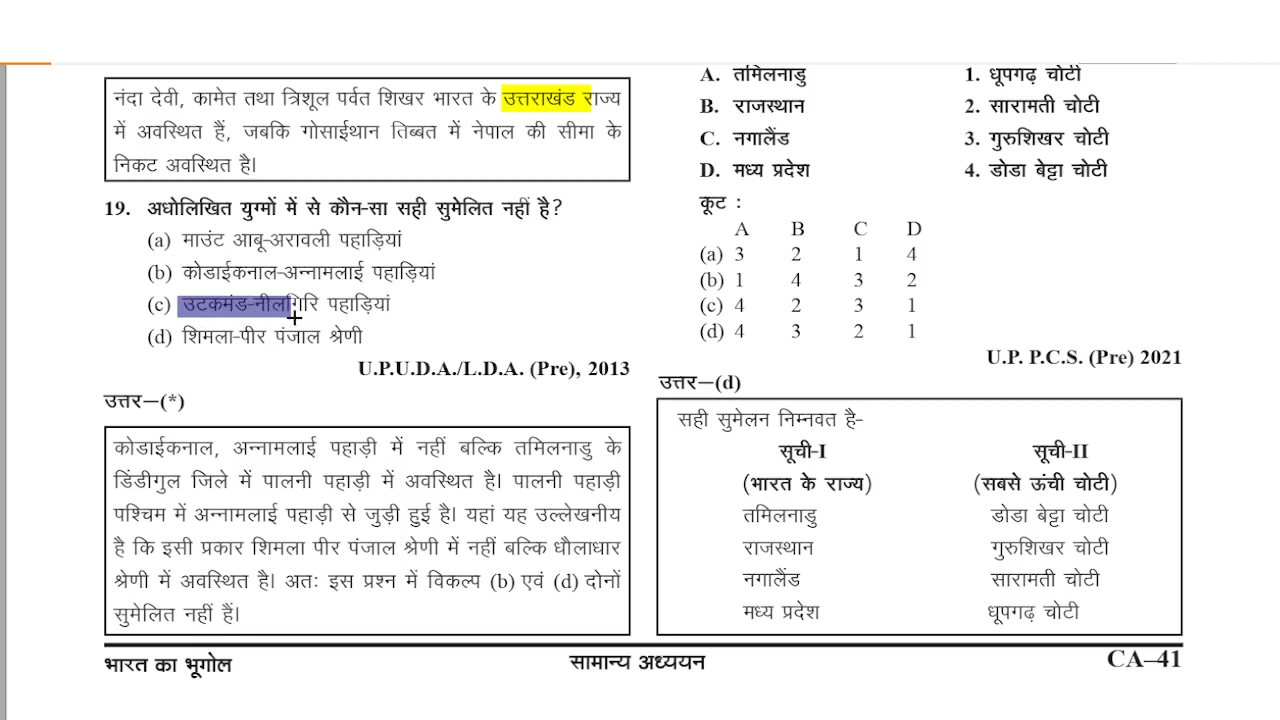 नंदा देवी, कामेत तथा त्रिशूल पर्वत शिखर भारत के उत्तराखंड राज्य
में अवस्थित हैं, जबकि गोसाईथान तिब्बत में नेपाल की सीमा के
निकट अवस्थित है।
19. अधोलिखित युग्मों में से कौन-सा सही सुमेलित नहीं है?
(a) माउंट आबू-अरावली पहाड़ियां
(b) कोडाईकनाल-अन्नामलाई पहाड़ियां
(c) उटकमंड-नीलगिरि पहाड़ियां
(d) शिमला-पीर पंजाल श्रेणी
U.P.U.D.A./L.D.A. (Pre), 2013
उत्तर–(*)
कोडाईकनाल, अन्नामलाई पहाड़ी में नहीं बल्कि तमिलनाडु के
डिंडीगुल जिले में पालनी पहाड़ी में अवस्थित है। पालनी पहाड़ी
पश्चिम में अन्नामलाई पहाड़ी से जुड़ी हुई है। यहां यह उल्लेखनीय
है कि इसी प्रकार शिमला पीर पंजाल श्रेणी में नहीं बल्कि धौलाधार
श्रेणी में अवस्थित है। अतः इस प्रश्न में विकल्प (b) एवं (d) दोनों
सुमेलित नहीं हैं।
A. तमिलनाडु 1. धूपगढ़ चोटी
B. राजस्थान 2. सारामती चोटी
C. नगालैंड 3. गुरुशिखर चोटी
D. मध्य प्रदेश 4. डोडा बेट्टा चोटी
कूट :
A B C D
(a) 3 2 1 4
(b) 1 4 3 2
(c) 4 2 3 1
(d) 4 3 2 1
U.P. P.C.S. (Pre) 2021
उत्तर–(d)
सही सुमेलन निम्नवत है-
सूची-I सूची-II
(भारत के राज्य) (सबसे ऊंची चोटी)
तमिलनाडु डोडा बेट्टा चोटी
राजस्थान गुरुशिखर चोटी
नगालैंड सारामती चोटी
मध्य प्रदेश धूपगढ़ चोटी
भारत का भूगोल सामान्य अध्ययन CA–41